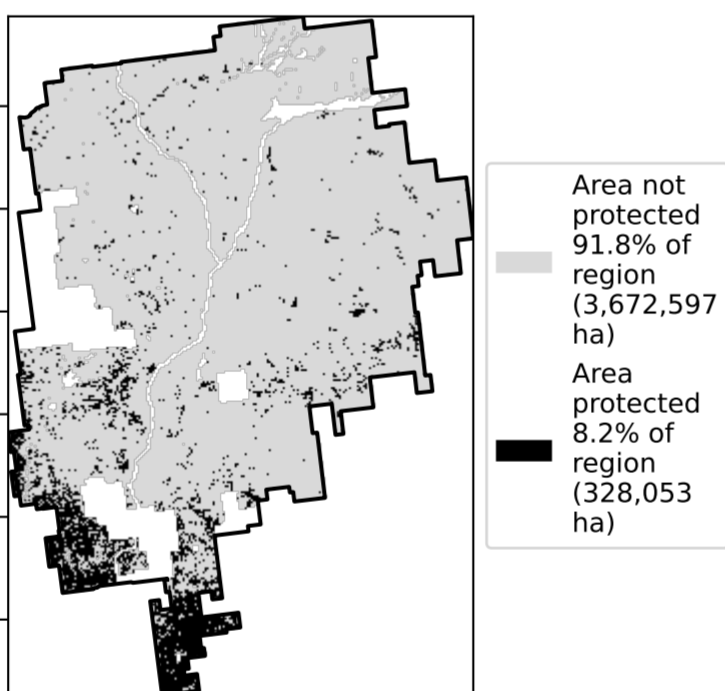 Area not
protected
91.8% of
region
(3,672,597
ha)
Area
protected
8.2% of
region
(328,053
ha)